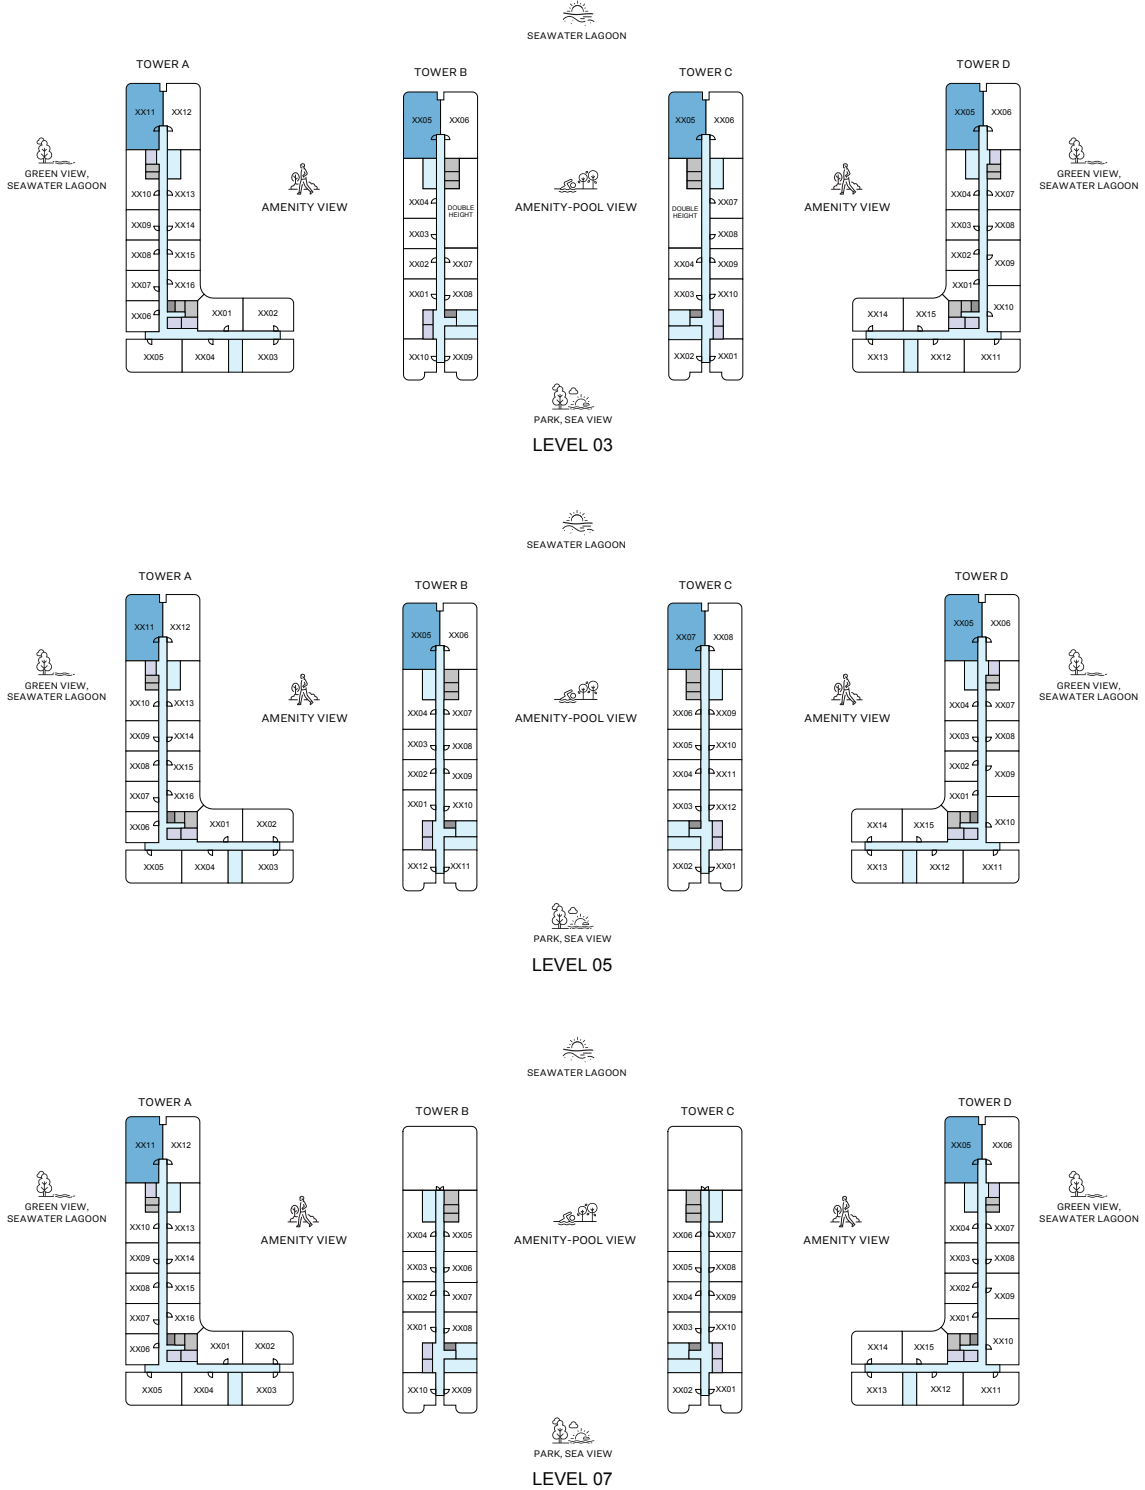 SEAWATER LAGOON
TOWER A
TOWER B
TOWER C
TOWER D
XX11 XX12
XX05 XX06
XX05 XX06
XX05 XX06
GREEN VIEW,
SEAWATER LAGOON
AMENITY VIEW
AMENITY-POOL VIEW
AMENITY VIEW
GREEN VIEW,
SEAWATER LAGOON
XX10 XX13
XX09 XX14
XX08 XX15
XX07 XX16
XX06 XX01 XX02
XX05 XX04 XX03
XX04 DOUBLE
HEIGHT
XX03
XX02 XX07
XX01 XX08
XX10 XX09
DOUBLE
HEIGHT
XX07
XX08
XX04 XX09
XX03 XX10
XX02 XX01
XX04 XX07
XX03 XX08
XX02 XX09
XX01
XX10
XX14 XX15
XX13 XX12 XX11
PARK, SEA VIEW
LEVEL 03
SEAWATER LAGOON
TOWER A
TOWER B
TOWER C
TOWER D
XX11 XX12
XX05 XX06
XX07 XX08
XX05 XX06
GREEN VIEW,
SEAWATER LAGOON
AMENITY VIEW
AMENITY-POOL VIEW
AMENITY VIEW
GREEN VIEW,
SEAWATER LAGOON
XX10 XX13
XX09 XX14
XX08 XX15
XX07 XX16
XX06 XX01 XX02
XX05 XX04 XX03
XX04 XX07
XX03 XX08
XX02 XX09
XX01 XX10
XX12 XX11
XX06 XX09
XX05 XX10
XX04 XX11
XX03 XX12
XX02 XX01
XX04 XX07
XX03 XX08
XX02 XX09
XX01
XX10
XX14 XX15
XX13 XX12 XX11
PARK, SEA VIEW
LEVEL 05
SEAWATER LAGOON
TOWER A
TOWER B
TOWER C
TOWER D
XX11 XX12
XX05 XX06
GREEN VIEW,
SEAWATER LAGOON
AMENITY VIEW
AMENITY-POOL VIEW
AMENITY VIEW
GREEN VIEW,
SEAWATER LAGOON
XX10 XX13
XX09 XX14
XX08 XX15
XX07 XX16
XX06 XX01 XX02
XX05 XX04 XX03
XX04 XX05
XX03 XX06
XX02 XX07
XX01 XX08
XX10 XX09
XX06 XX07
XX05 XX08
XX04 XX09
XX03 XX10
XX02 XX01
XX04 XX07
XX03 XX08
XX02 XX09
XX01
XX10
XX14 XX15
XX13 XX12 XX11
PARK, SEA VIEW
LEVEL 07